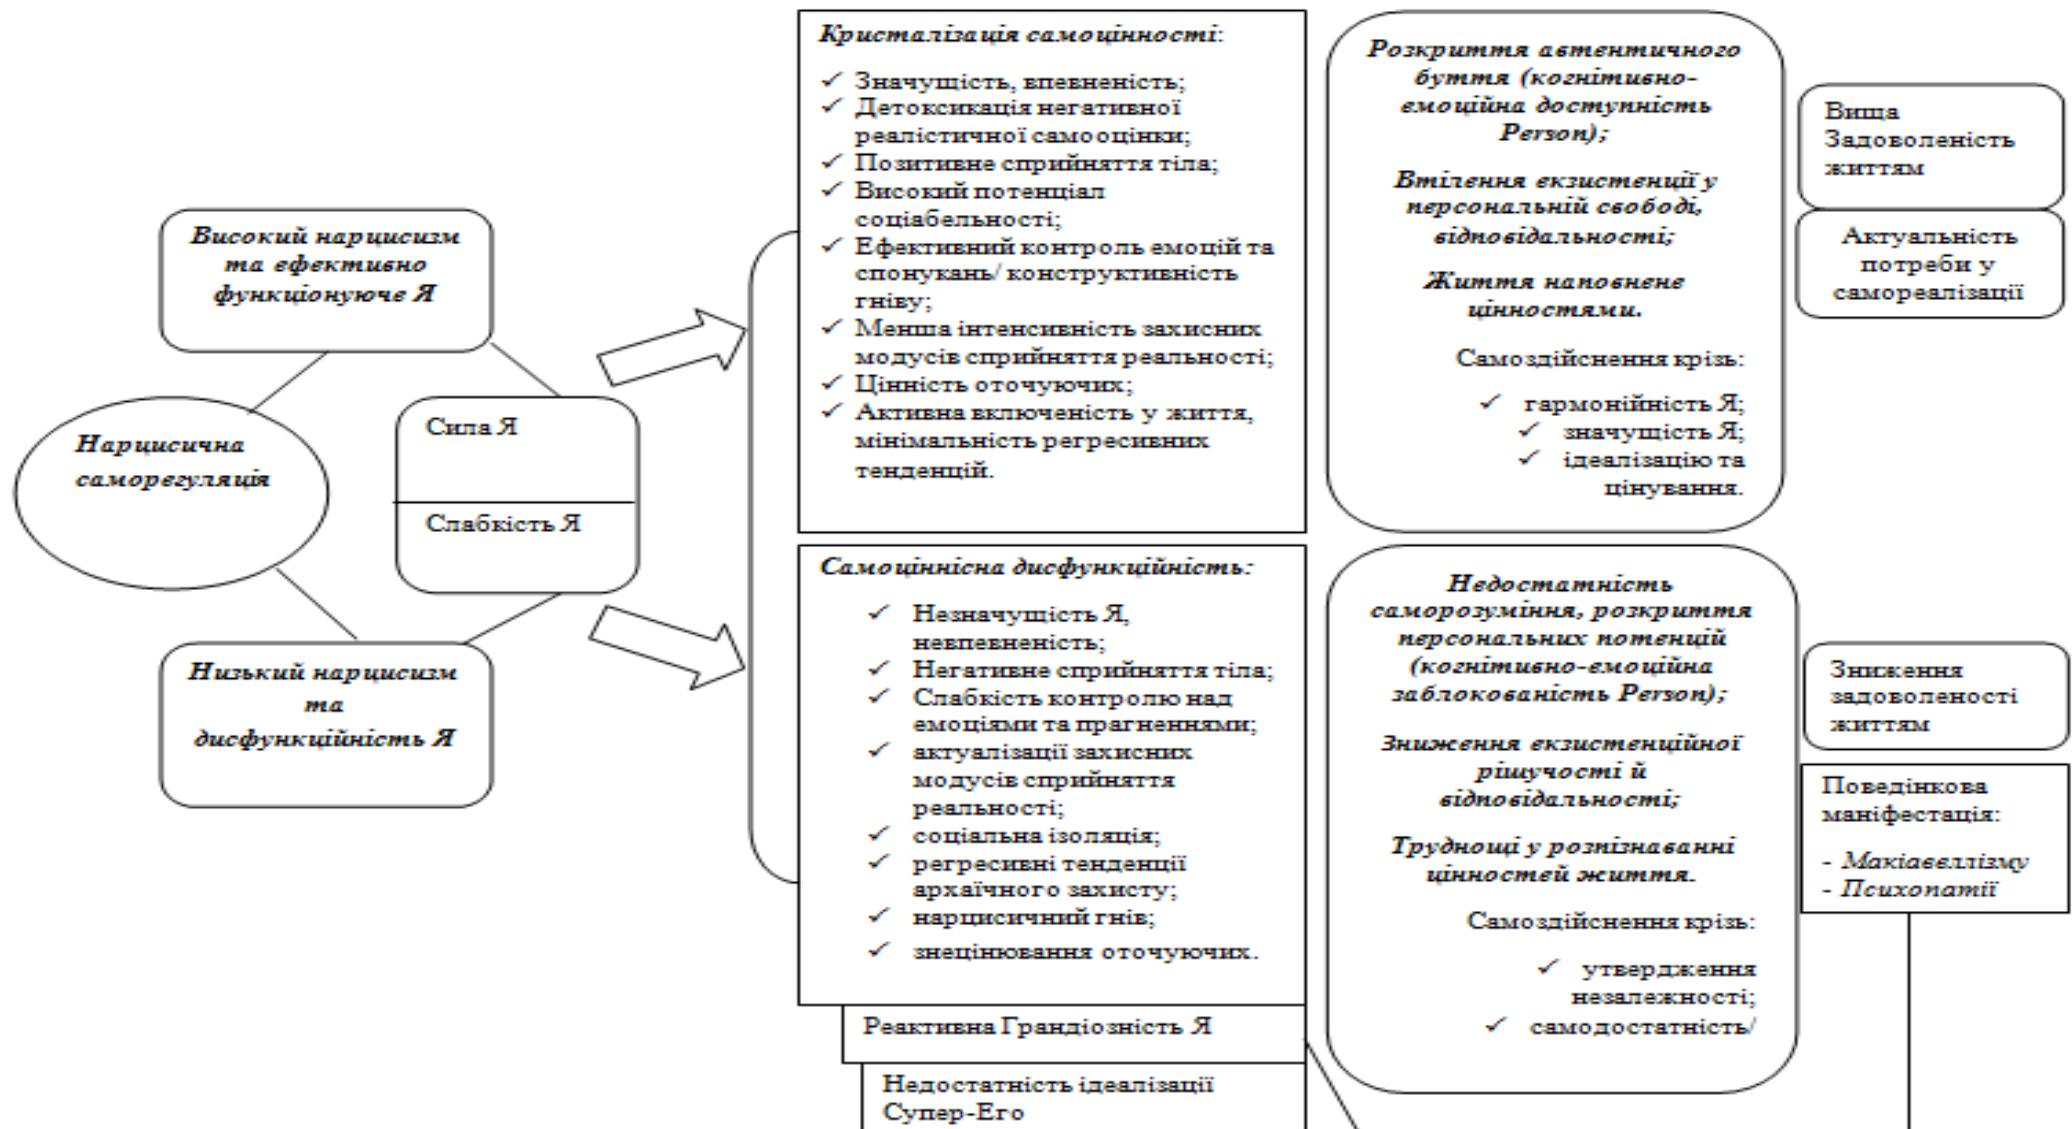 Високий нарцисизм
та ефективно
функціонуюче Я
Нарцисична
саморегуляція
Сила Я
Слабкість Я
Низький нарцисизм
та
дисфункційність Я
Кристалізація самоцінності:
✓ Значущість, впевненість;
✓ Детоксикація негативної
реалістичної самооцінки;
✓ Позитивне сприйняття тіла;
✓ Високий потенціал
соціабельності;
✓ Ефективний контроль емоцій та
спонукань/ конструктивність
гніву;
✓ Менша інтенсивність захисних
модусів сприйняття реальності;
✓ Цінність оточуючих;
✓ Активна включеність у життя,
мінімальність регресивних
тенденцій.
Самоціннісна дисфункційність:
✓ Незначущість Я,
невпевненість;
✓ Негативне сприйняття тіла;
✓ Слабкість контролю над
емоціями та прагненнями;
✓ актуалізації захисних
модусів сприйняття
реальності;
✓ соціальна ізоляція;
✓ регресивні тенденції
архаїчного захисту;
✓ нарцисичний гнів;
✓ знецінювання оточуючих.
Реактивна Грандіозність Я
Недостатність ідеалізації
Супер-Его
Розкриття автентичного
буття (когнітивно-
емоційна доступність
Person);
Втілення екзистенції у
персональній свободі,
відповідальності;
Життя наповнене
цінностями.
Самоздійснення крізь:
✓ гармонійність Я;
✓ значущість Я;
✓ ідеалізацію та
цінування.
Недостатність
саморозуміння, розкриття
персональних потенцій
(когнітивно-емоційна
заблокованість Person);
Зниження екзистенційної
рішучості й
відповідальності;
Труднощі у розпізнаванні
цінностей життя.
Самоздійснення крізь:
✓ утвердження
незалежності;
✓ самодостатність/
Вища
Задоволеність
життям
Актуальність
потреби у
самореалізації
Зниження
задоволеності
життям
Поведінкова
маніфестація:
- Макіавеллізму
- Психопатії